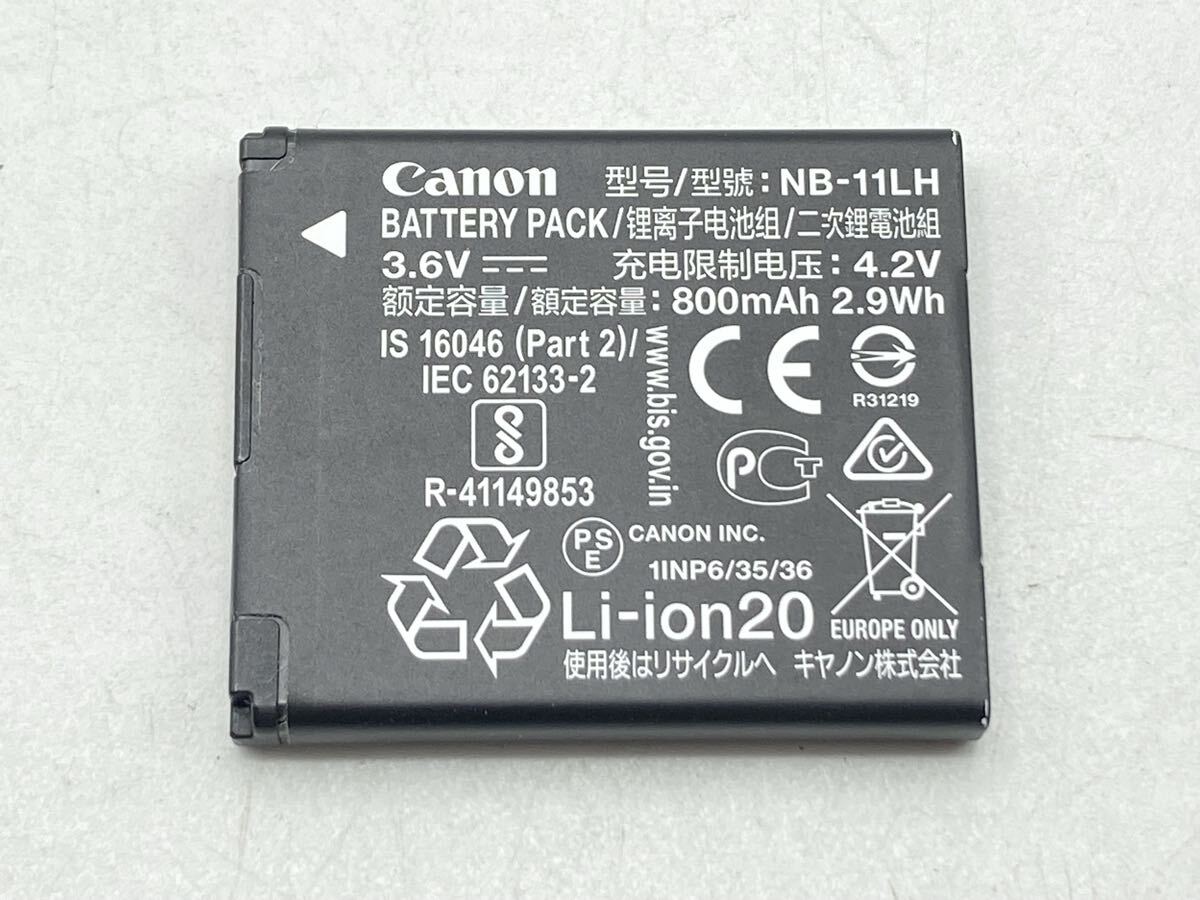 Canon 型号/型號：NB-11LH
BATTERY PACK/锂离子电池组/二次鋰電池組
3.6V 充电限制电压：4.2V
额定容量/額定容量：800mAh 2.9Wh
IS 16046 (Part 2)/
IEC 62133-2
R-41149853
www.bis.gov.in
CE
R31219
PCT
PSE CANON INC.
1INP6/35/36
Li-ion20
EUROPE ONLY
使用後はリサイクルへ キヤノン株式会社